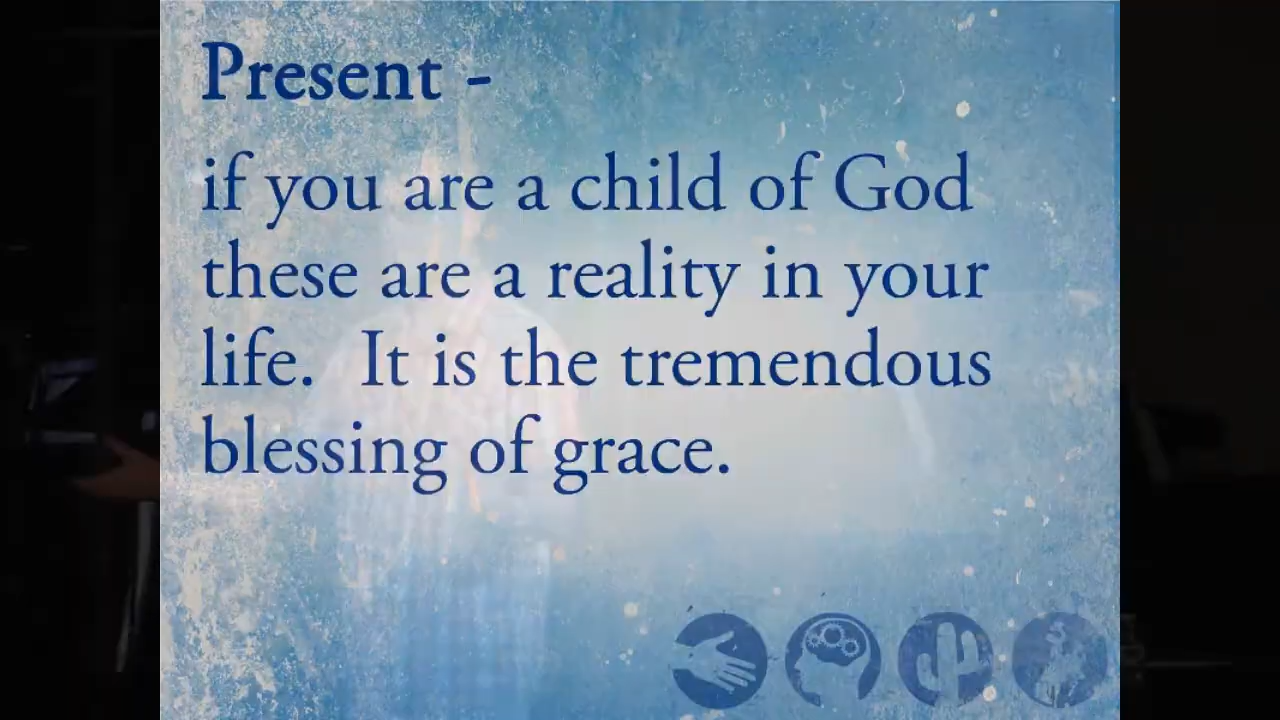 Present -
if you are a child of God
these are a reality in your
life.  It is the tremendous
blessing of grace.